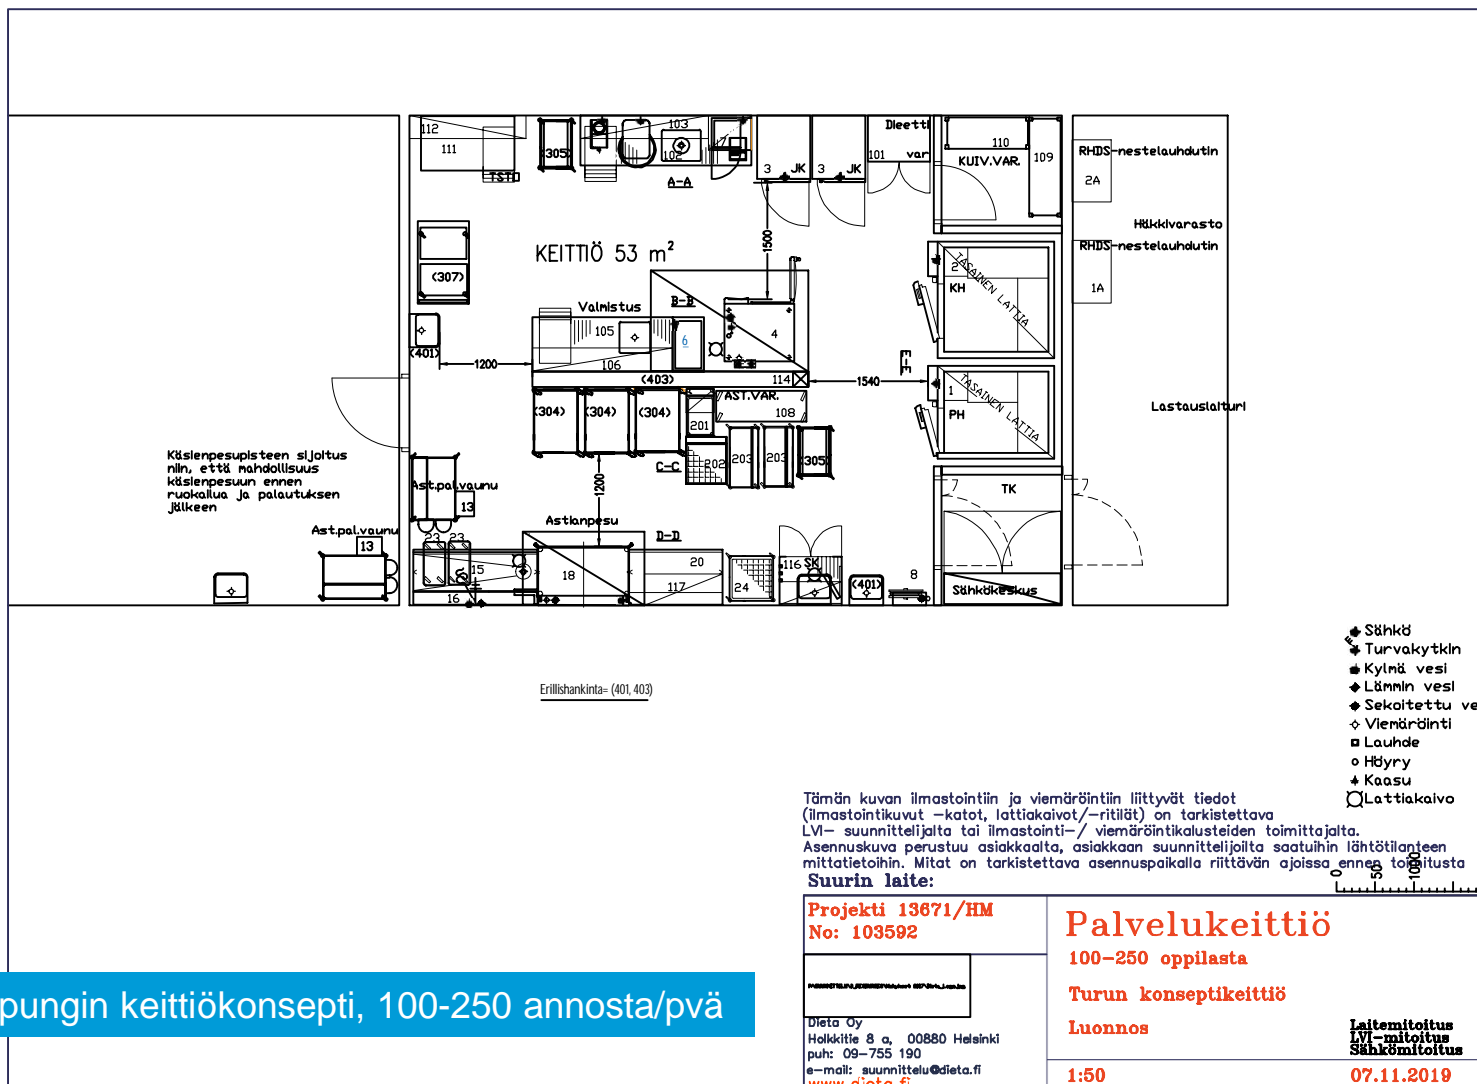 112
111
TSTO
(305)
103
102
7
A-A
3
JK
3
JK
Dieetti
var
101
110
109
KUIV.VAR.
RHDS-nestelauhdutin
2A
Häkkivarasto
RHDS-nestelauhdutin
1A
KEITTIÖ 53 m²
1500
(307)
(401)
1200
Valmistus
B-B
105
6
4
106
(403)
114
1540
E-E
2
KH
TASAINEN LATTIA
1
PH
TASAINEN LATTIA
Lastauslaituri
(304)
(304)
(304)
201
AST.VAR.
108
C-C
202
203
203
(305)
1200
Käsienpesupisteen sijoitus
niin, että mahdollisuus
käsienpesuun ennen
ruokailua ja palautuksen
jälkeen
Ast.pal.vaunu
13
Ast.pal.vaunu
13
TK
Astianpesu
D-D
23
23
15
16
18
20
117
24
116
SK
(401)
8
Sähkökeskus
Erillishankinta= (401, 403)
Sähkö
Turvakytkin
Kylmä vesi
Lämmin vesi
Sekoitettu ve
Viemäröinti
Lauhde
Höyry
Kaasu
Lattiakaivo
Tämän kuvan ilmastointiin ja viemäröintiin liittyvät tiedot
(ilmastointikuvut -katot, lattiakaivot/-ritilät) on tarkistettava
LVI- suunnittelijalta tai ilmastointi-/ viemäröintikalusteiden toimittajalta.
Asennuskuva perustuu asiakkaalta, asiakkaan suunnittelijoilta saatuihin lähtötilanteen
mittatietoihin. Mitat on tarkistettava asennuspaikalla riittävän ajoissa ennen toimitusta
Suurin laite:
0 50 1000
Projekti 13671/HM
No: 103592
Palvelukeittiö
100-250 oppilasta
Turun konseptikeittiö
Luonnos
Laitemitoitus
LVI-mitoitus
Sähkömitoitus
Dieta Oy
Holkkitie 8 a, 00880 Helsinki
puh: 09-755 190
e-mail: suunnittelu@dieta.fi
www.dieta.fi
1:50
07.11.2019
pungin keittiökonsepti, 100-250 annosta/pvä